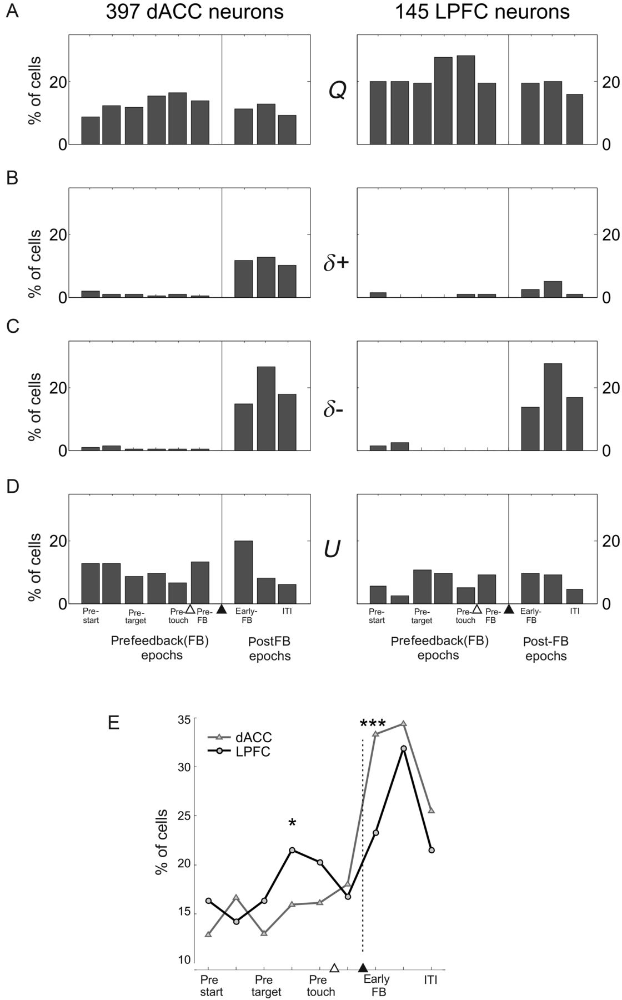 A
397 dACC neurons
145 LPFC neurons
% of cells
20
0
Q
20
0
B
% of cells
20
0
δ+
20
0
C
% of cells
20
0
δ-
20
0
D
% of cells
20
0
U
20
0
Pre-
start
Pre-
target
Pre-
touch
Pre-
FB
Early-
FB
ITI
Pre-
start
Pre-
target
Pre-
touch
Pre-
FB
Early-
FB
ITI
Prefeedback(FB)
epochs
PostFB
epochs
Prefeedback(FB)
epochs
Post-FB
epochs
E
35
30
25
20
15
10
% of cells
dACC
LPFC
*
***
Pre
start
Pre
target
Pre
touch
Early
FB
ITI